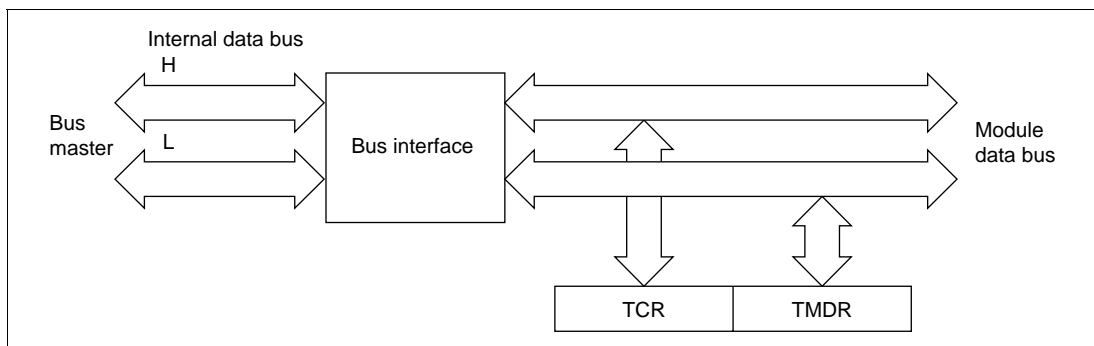 Internal data bus
H
Bus
master
L
Bus interface
Module
data bus
TCR
TMDR